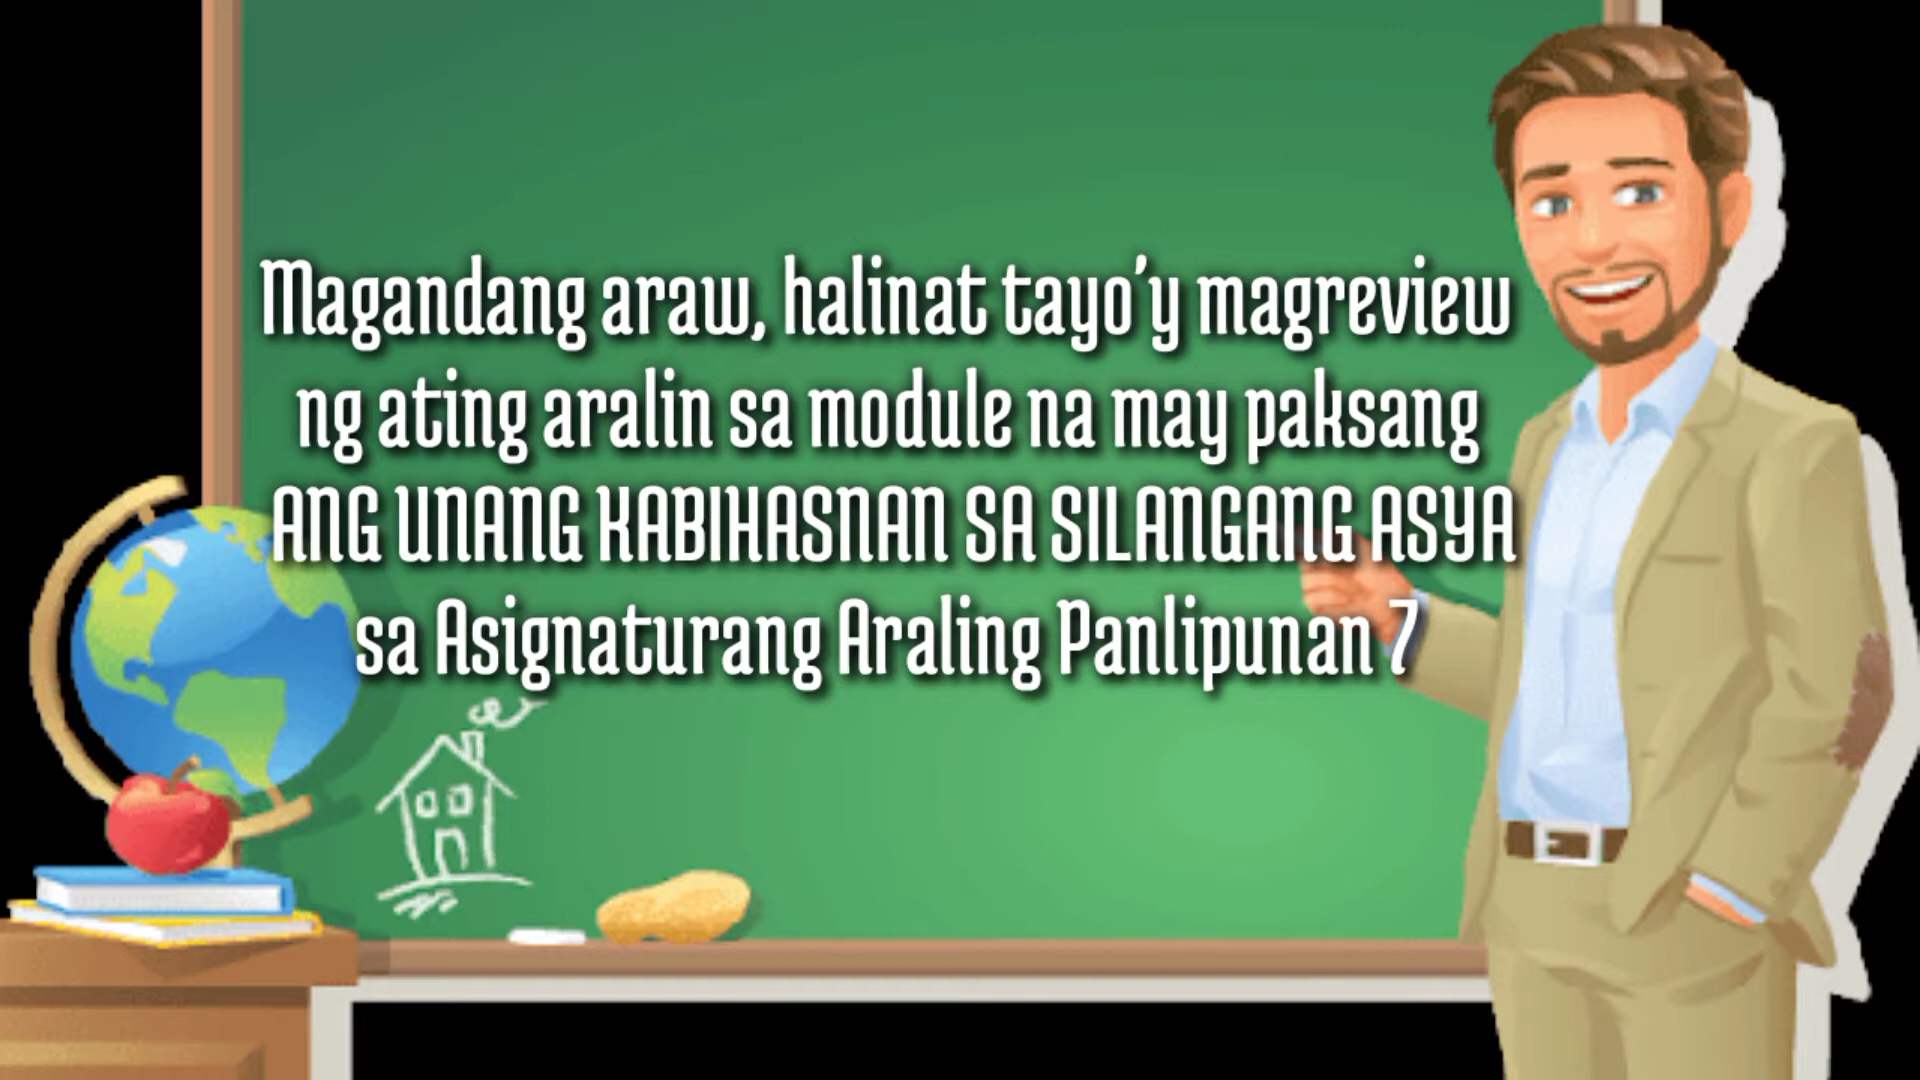 Magandang araw, halinat tayo'y magreview
ng ating aralin sa module na may paksang
ANG UNANG KABIHASNAN SA SILANGANG ASYA
sa Asignaturang Araling Panlipunan 7